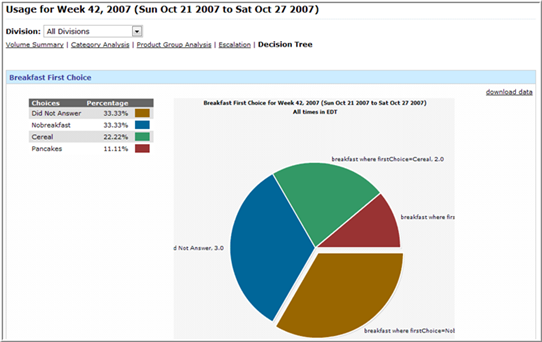 Usage for Week 42, 2007 (Sun Oct 21 2007 to Sat Oct 27 2007)
Division: All Divisions
Volume Summary | Category Analysis | Product Group Analysis | Escalation | Decision Tree
Breakfast First Choice
download data
Choices Percentage
Did Not Answer 33.33%
Nobreakfast 33.33%
Cereal 22.22%
Pancakes 11.11%
Breakfast First Choice for Week 42, 2007 (Sun Oct 21 2007 to Sat Oct 27 2007)
All times in EDT
breakfast where firstChoice=Cereal. 2.0
breakfast where firs
d Not Answer. 3.0
breakfast where firstChoice=Nob